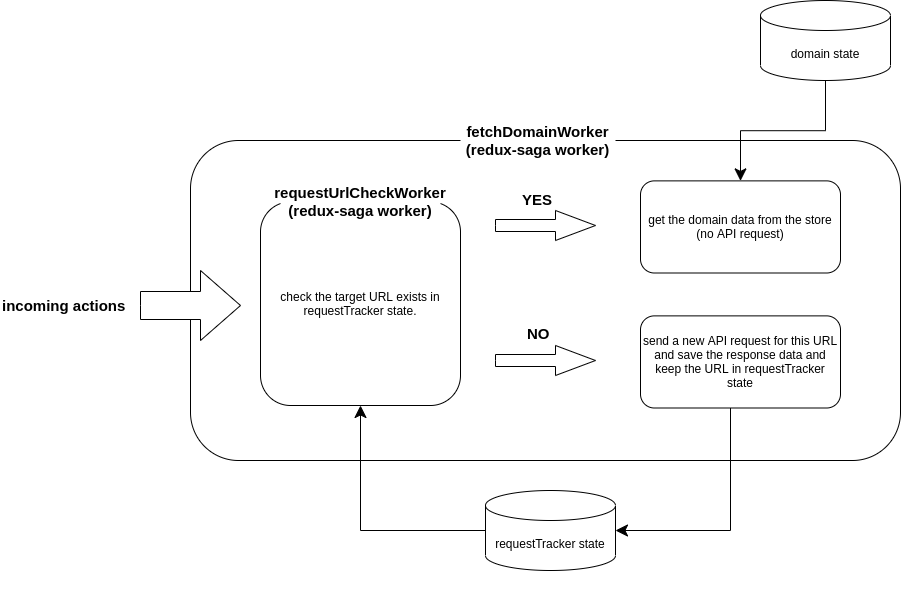 domain state
fetchDomainWorker
(redux-saga worker)
requestUrlCheckWorker
(redux-saga worker)
YES
get the domain data from the store
(no API request)
check the target URL exists in
requestTracker state.
incoming actions
NO
send a new API request for this URL
and save the response data and
keep the URL in requestTracker
state
requestTracker state